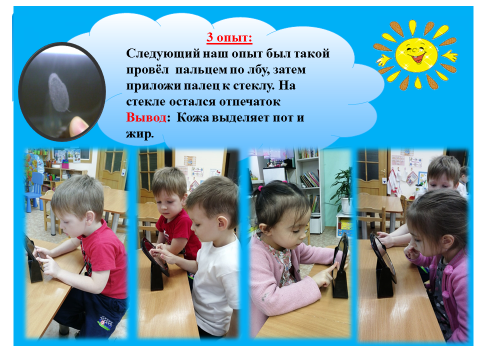 3 опыт:
Следующий наш опыт был такой
провёл пальцем по лбу, затем
приложи палец к стеклу. На
стекле остался отпечаток
Вывод: Кожа выделяет пот и
жир.